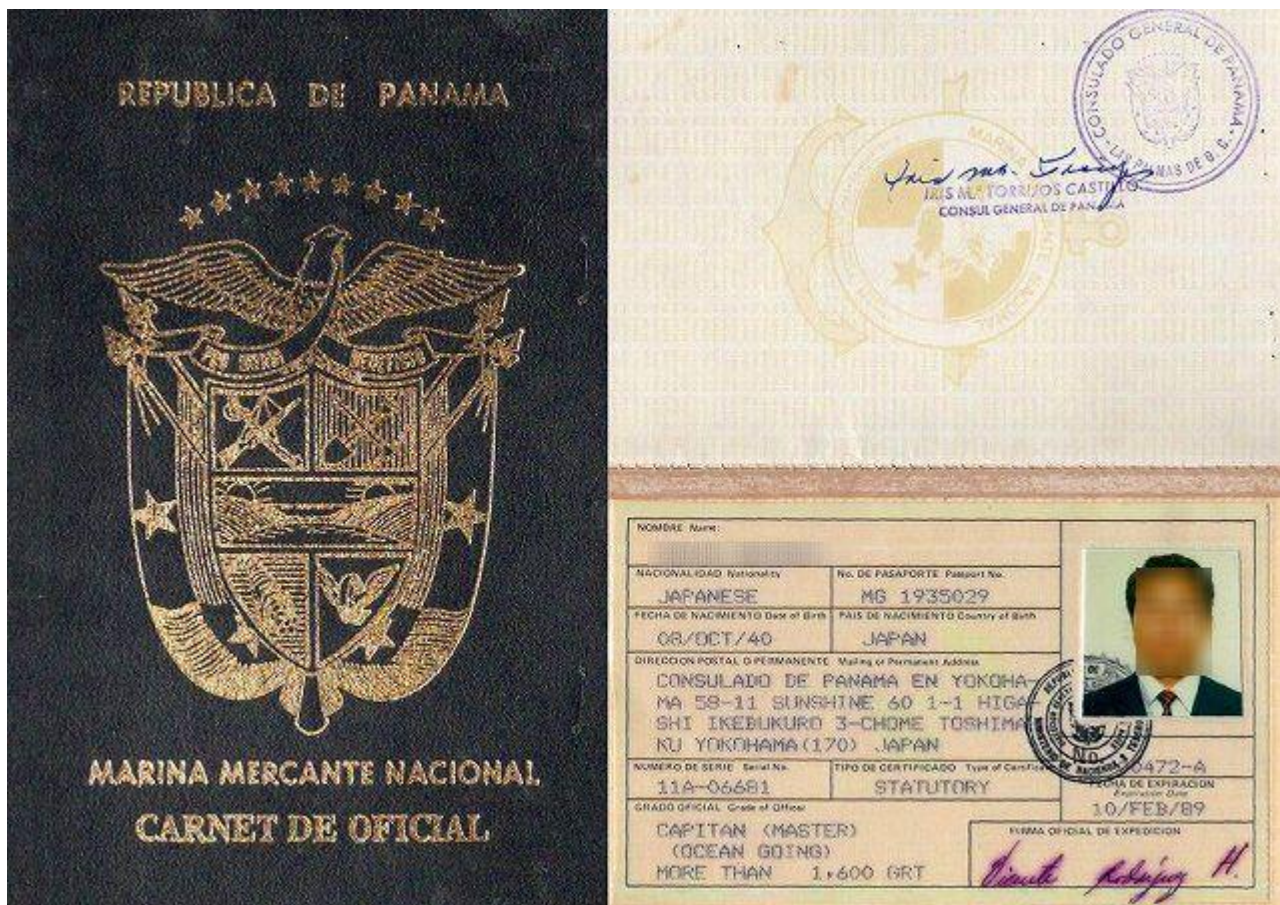 REPUBLICA DE PANAMA
MARINA MERCANTE NACIONAL
CARNET DE OFICIAL
CONSULADO GENERAL DE PANAMA
LAS PALMAS DE G. C.
IRIS M. TORRIJOS CASTILLO
CONSUL GENERAL DE PANAMA
NOMBRE Name:
NACIONALIDAD Nationality
No. DE PASAPORTE Passport No.
JAPANESE
MG 1935029
FECHA DE NACIMIENTO Date of Birth
PAIS DE NACIMIENTO Country of Birth
08/OCT/40
JAPAN
DIRECCION POSTAL O PERMANENTE Mailing or Permanent Address
CONSULADO DE PANAMA EN YOKOHA-
MA 58-11 SUNSHINE 60 1-1 HIGA
SHI IKEBUKURO 3-CHOME TOSHIMA
KU YOKOHAMA(170) JAPAN
NUMERO DE SERIE Serial No.
TIPO DE CERTIFICADO Type of
11A-06681
STATUTORY
0472-A
FECHA DE EXPIRACION
Expiration Date
10/FEB/89
GRADO OFICIAL Grade of Officer
CAPITAN (MASTER)
(OCEAN GOING)
MORE THAN 1,600 GRT
FIRMA OFICIAL DE EXPEDICION
Vicente Rodríguez H.